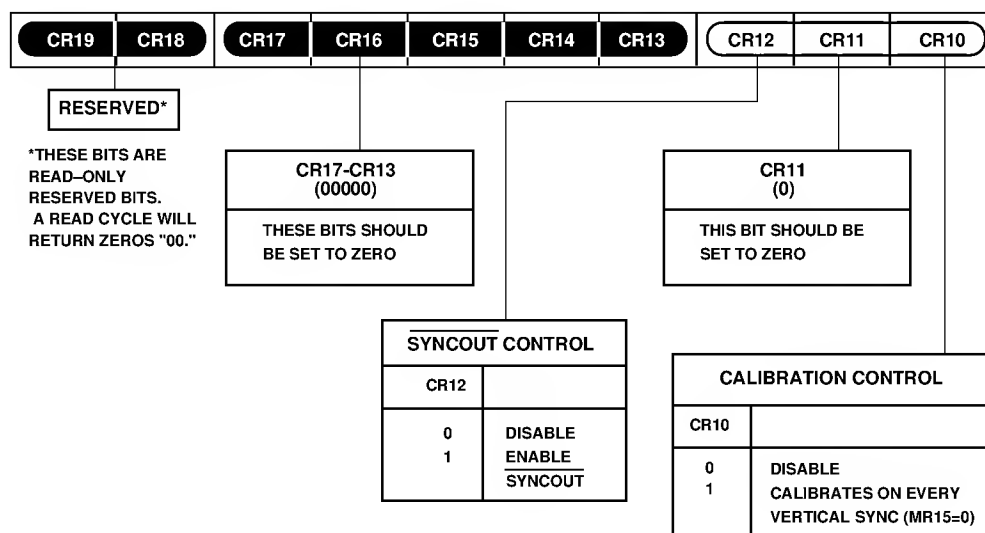 CR19 CR18 CR17 CR16 CR15 CR14 CR13 CR12 CR11 CR10
RESERVED*
*THESE BITS ARE
READ–ONLY
RESERVED BITS.
A READ CYCLE WILL
RETURN ZEROS "00."
CR17-CR13
(00000)
THESE BITS SHOULD
BE SET TO ZERO
CR11
(0)
THIS BIT SHOULD BE
SET TO ZERO
SYNCOUT CONTROL
CR12
0 DISABLE
1 ENABLE
SYNCOUT
CALIBRATION CONTROL
CR10
0 DISABLE
1 CALIBRATES ON EVERY
VERTICAL SYNC (MR15=0)